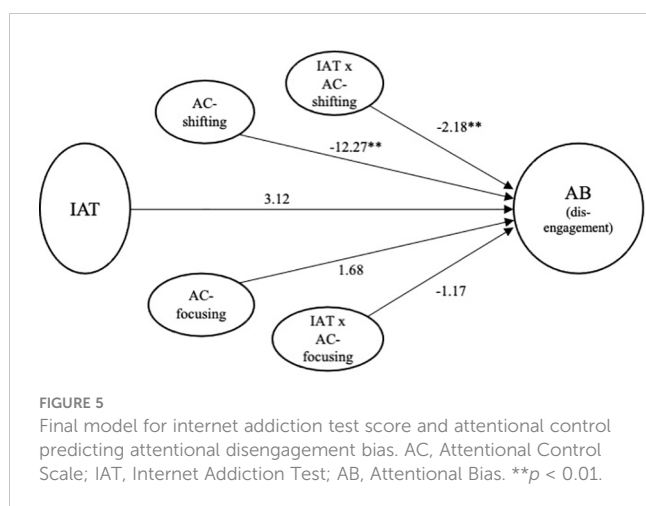 IAT x
AC-
shifting
AC-
shifting
-2.18**
-12.27**
IAT
3.12
AB
(dis-
engagement)
1.68
AC-
focusing
-1.17
IAT x
AC-
focusing
FIGURE 5
Final model for internet addiction test score and attentional control
predicting attentional disengagement bias. AC, Attentional Control
Scale; IAT, Internet Addiction Test; AB, Attentional Bias. **p < 0.01.